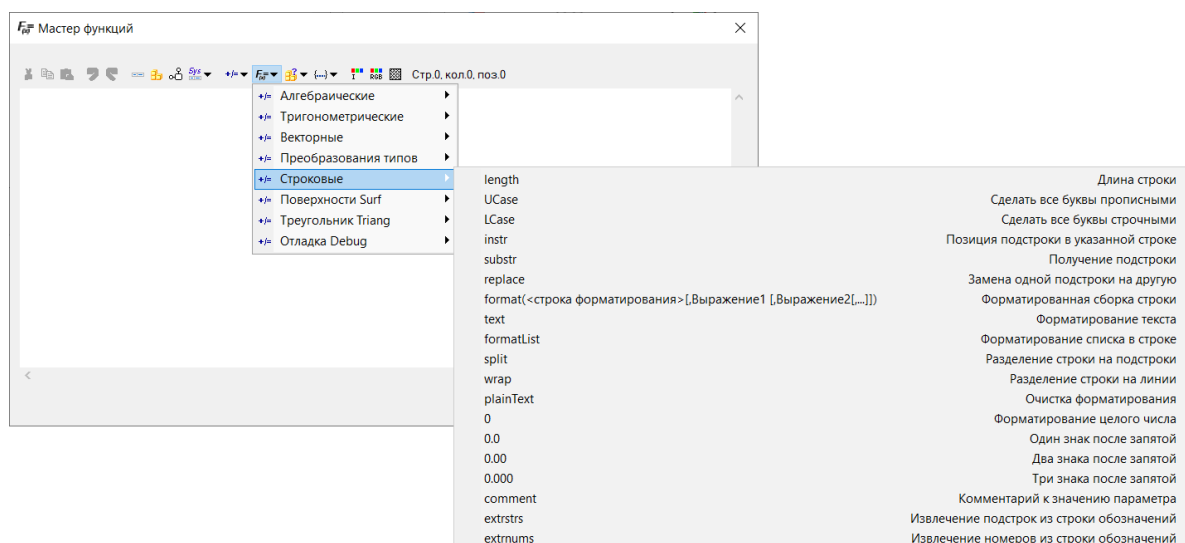 F= Мастер функций
Sys +/= F= {...} I RGB Стр.0, кол.0, поз.0
+/= Алгебраические
+/= Тригонометрические
+/= Векторные
+/= Преобразования типов
+/= Строковые
+/= Поверхности Surf
+/= Треугольник Triang
+/= Отладка Debug
length Длина строки
UCase Сделать все буквы прописными
LCase Сделать все буквы строчными
instr Позиция подстроки в указанной строке
substr Получение подстроки
replace Замена одной подстроки на другую
format(<строка форматирования>[,Выражение1 [,Выражение2[,...]]) Форматированная сборка строки
text Форматирование текста
formatList Форматирование списка в строке
split Разделение строки на подстроки
wrap Разделение строки на линии
plainText Очистка форматирования
0 Форматирование целого числа
0.0 Один знак после запятой
0.00 Два знака после запятой
0.000 Три знака после запятой
comment Комментарий к значению параметра
extrstrs Извлечение подстрок из строки обозначений
extrnums Извлечение номеров из строки обозначений